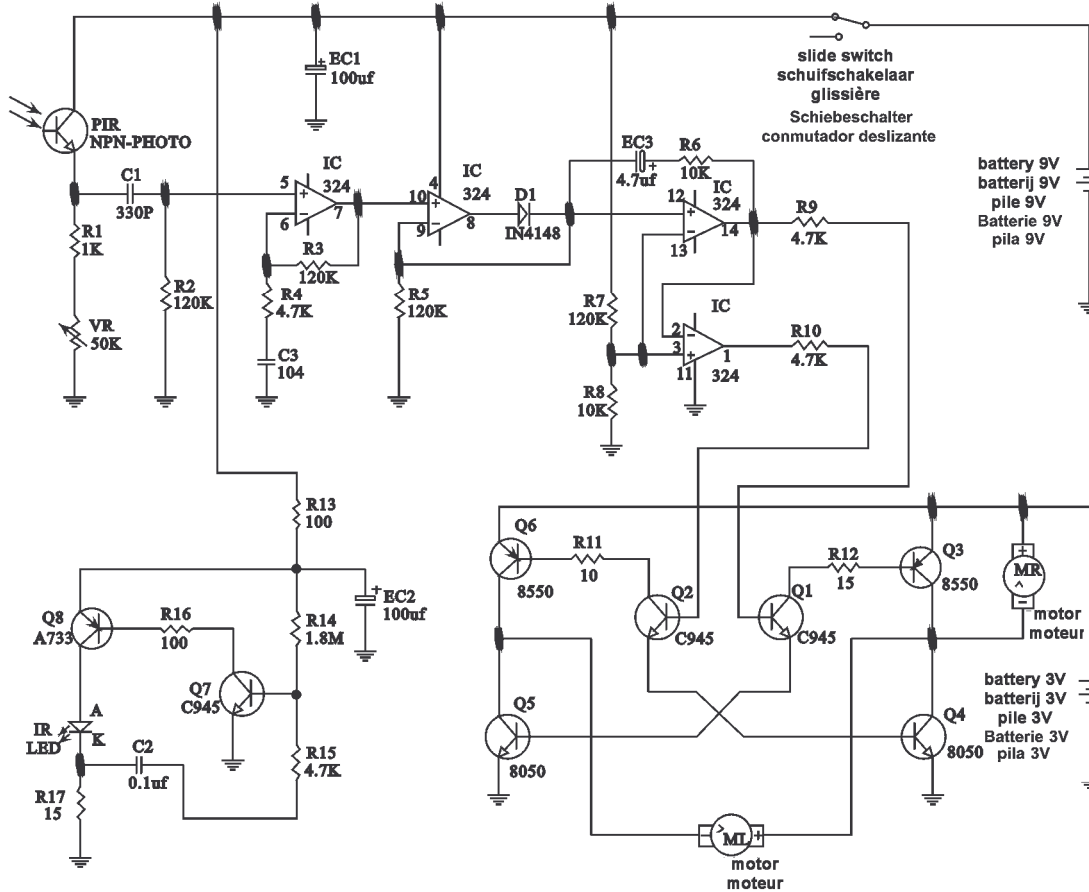 slide switch
schuifschakelaar
glissière
Schiebeschalter
conmutador deslizante
EC1
100uf
PIR
NPN-PHOTO
C1
330P
R1
1K
VR
50K
R2
120K
IC
324
5
+
6
−
7
R3
120K
R4
4.7K
C3
104
IC
324
4
10
+
9
−
8
R5
120K
D1
IN4148
EC3
4.7uf
+
R6
10K
IC
324
12
+
−
13
14
R9
4.7K
R7
120K
IC
2
−
3
+
11
1
324
R10
4.7K
R8
10K
battery 9V
batterij 9V
pile 9V
Batterie 9V
pila 9V
R13
100
EC2
100uf
+
R14
1.8M
Q8
A733
R16
100
Q7
C945
A
IR
LED
K
C2
0.1uf
R15
4.7K
R17
15
Q6
8550
R11
10
Q2
C945
Q1
C945
R12
15
Q3
8550
+
MR
−
motor
moteur
Q5
8050
Q4
8050
battery 3V
batterij 3V
pile 3V
Batterie 3V
pila 3V
− ML +
motor
moteur